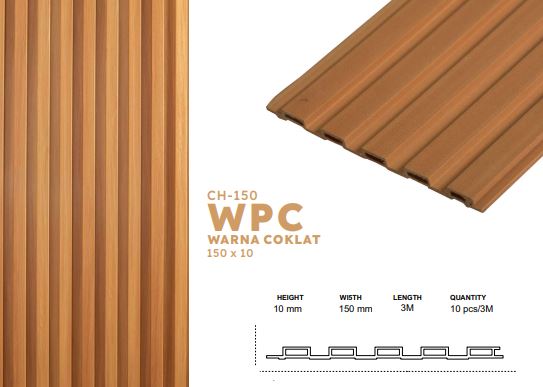 CH-150
WPC
WARNA COKLAT
150 x 10
HEIGHT WISTH LENGTH QUANTITY
10 mm 150 mm 3M 10 pcs/3M